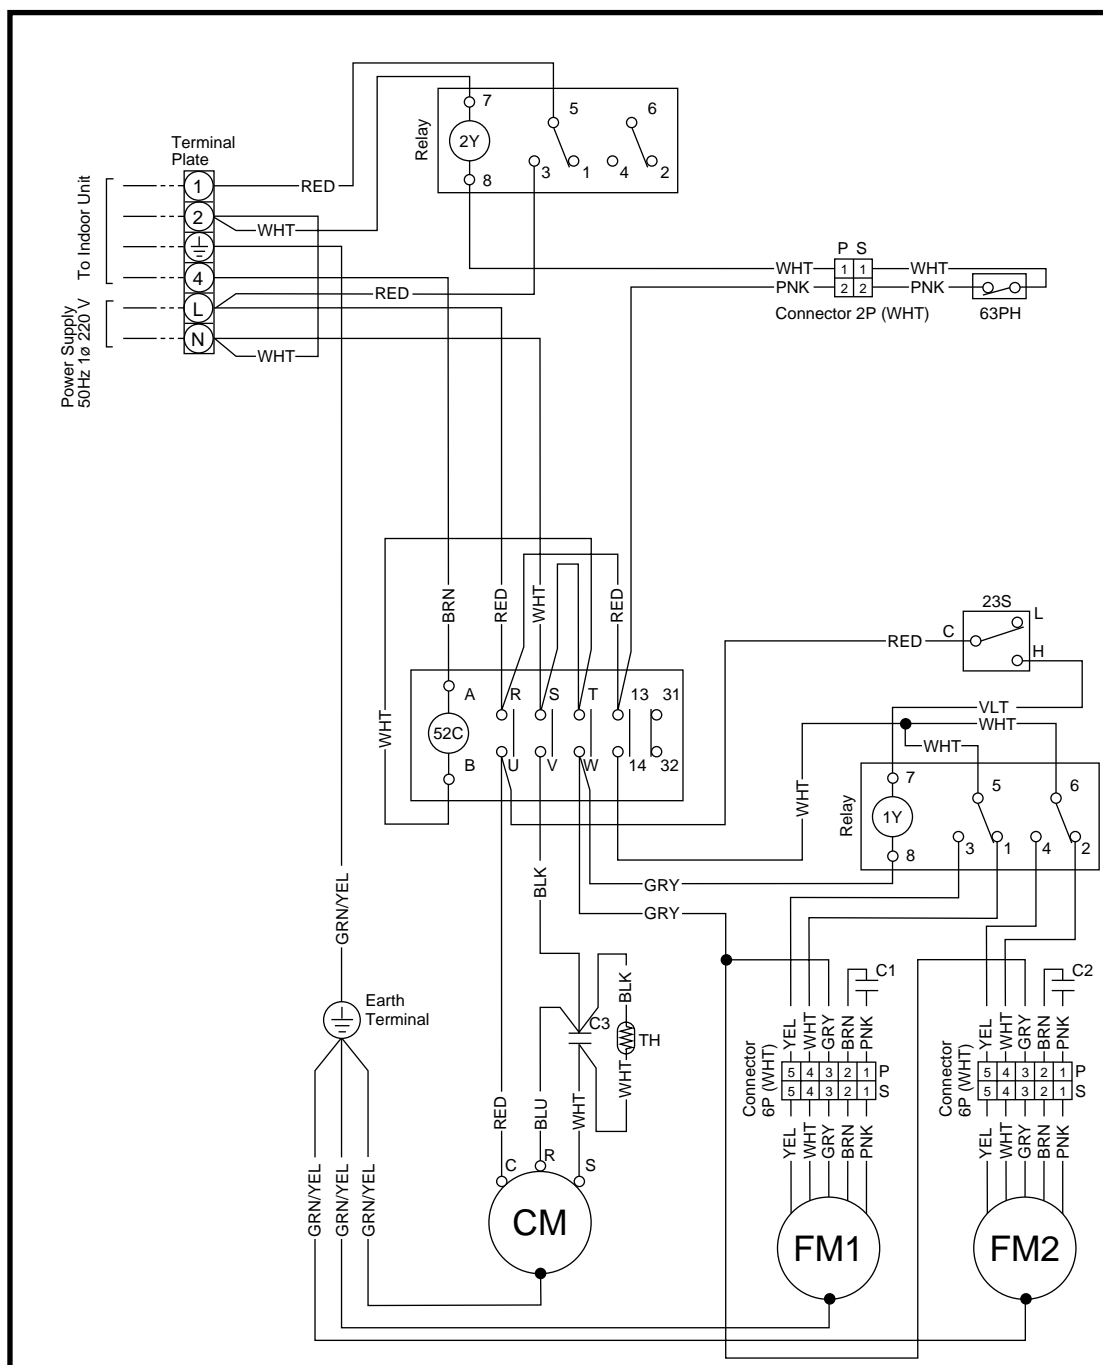 7
5
6
Relay
2Y
3
1
4
2
8
Terminal
Plate
1
2
4
L
N
RED
WHT
RED
WHT
To Indoor Unit
Power Supply
50Hz 1ø 220 V
P S
WHT
1 1
WHT
PNK
2 2
PNK
Connector 2P (WHT)
63PH
BRN
RED
WHT
RED
WHT
23S
L
C
H
RED
VLT
WHT
WHT
A
R
S
T
13
31
52C
B
U
V
W
14
32
WHT
7
5
6
Relay
1Y
3
1
4
2
8
GRY
GRY
BLK
GRN/YEL
Earth
Terminal
C3
BLK
TH
WHT
RED
BLU
WHT
C
R
S
CM
GRN/YEL
GRN/YEL
GRN/YEL
C1
YEL
WHT
GRY
BRN
PNK
Connector
6P (WHT)
5 4 3 2 1 P
5 4 3 2 1 S
YEL
WHT
GRY
BRN
PNK
FM1
C2
YEL
WHT
GRY
BRN
PNK
Connector
6P (WHT)
5 4 3 2 1 P
5 4 3 2 1 S
YEL
WHT
GRY
BRN
PNK
FM2